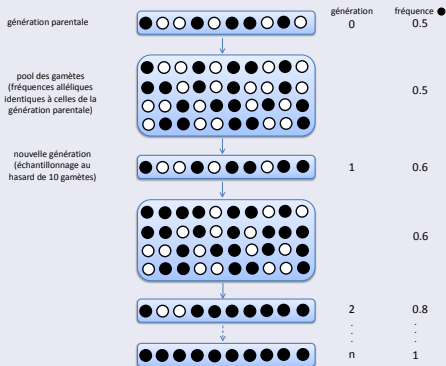 génération
fréquence
génération parentale
0
0.5
pool des gamètes
(fréquences alléliques
identiques à celles de la
génération parentale)
0.5
nouvelle génération
(échantillonnage au
hasard de 10 gamètes)
1
0.6
0.6
2
0.8
.
.
.
.
.
.
n
1